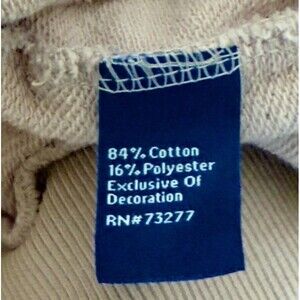 84% Cotton
16% Polyester
Exclusive Of
Decoration
RN#73277